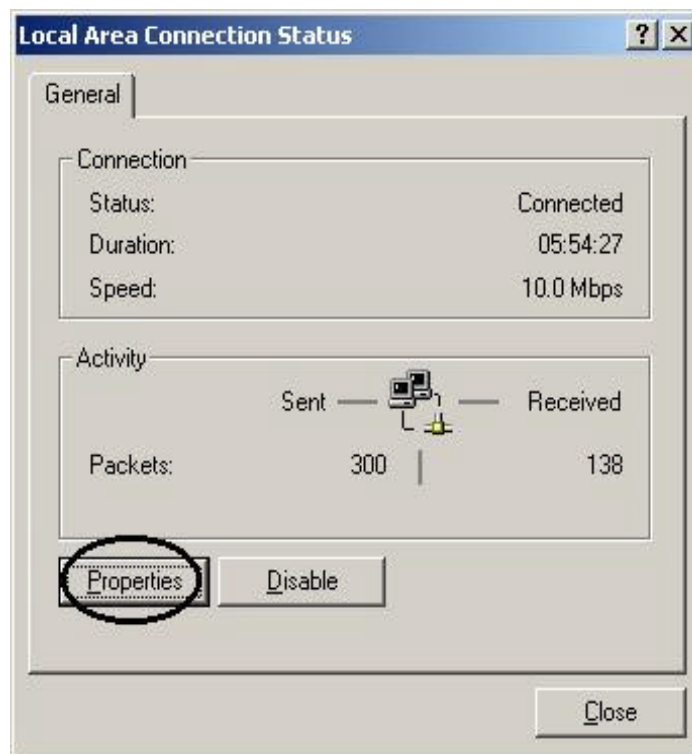 Local Area Connection Status
General
Connection
Status: Connected
Duration: 05:54:27
Speed: 10.0 Mbps
Activity
Sent Received
Packets: 300 138
Properties Disable
Close